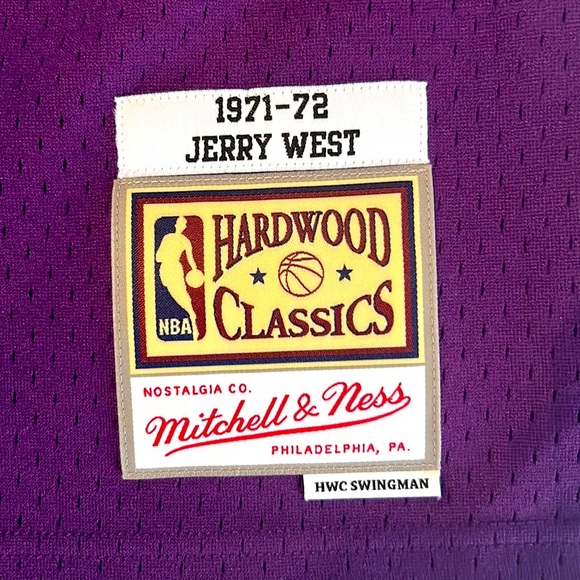 1971-72
JERRY WEST
HARDWOOD
CLASSICS
NBA
NOSTALGIA CO.
Mitchell & Ness
PHILADELPHIA, PA.
HWC SWINGMAN